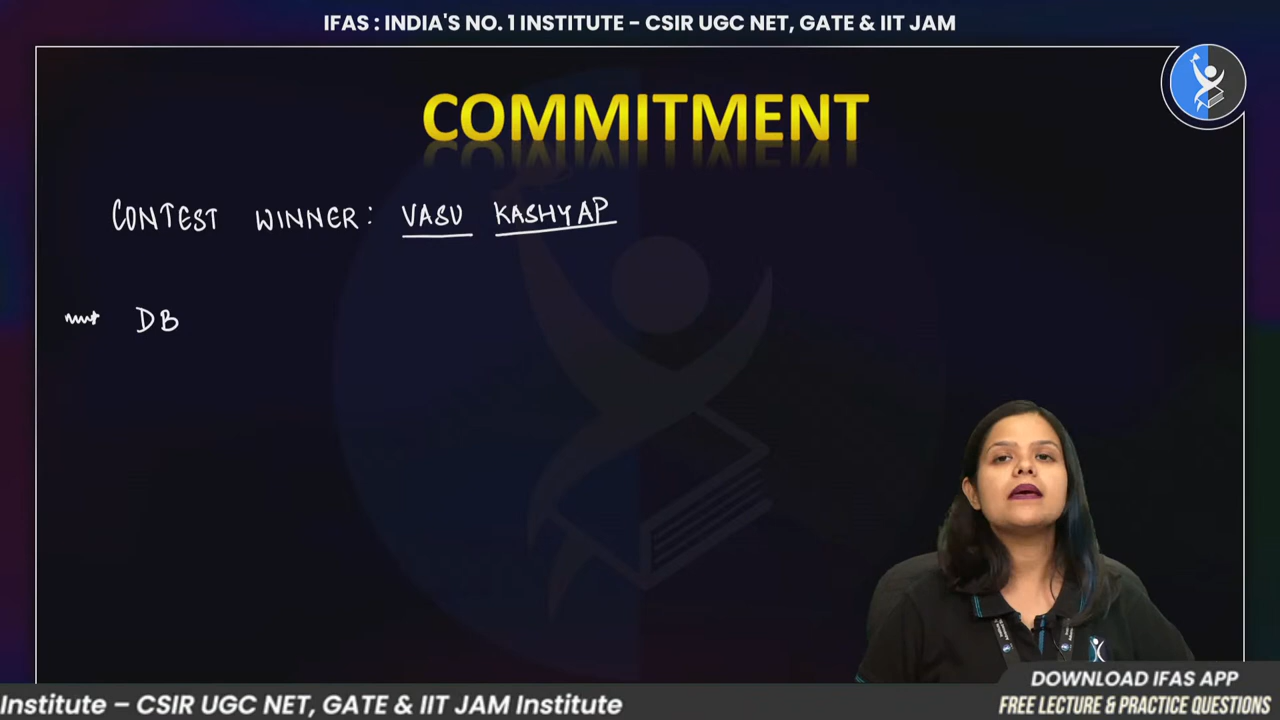 IFAS : INDIA'S NO. 1 INSTITUTE – CSIR UGC NET, GATE & IIT JAM
COMMITMENT
CONTEST WINNER: VASU KASHYAP
DB
DOWNLOAD IFAS APP
Institute – CSIR UGC NET, GATE & IIT JAM Institute
FREE LECTURE & PRACTICE QUESTIONS